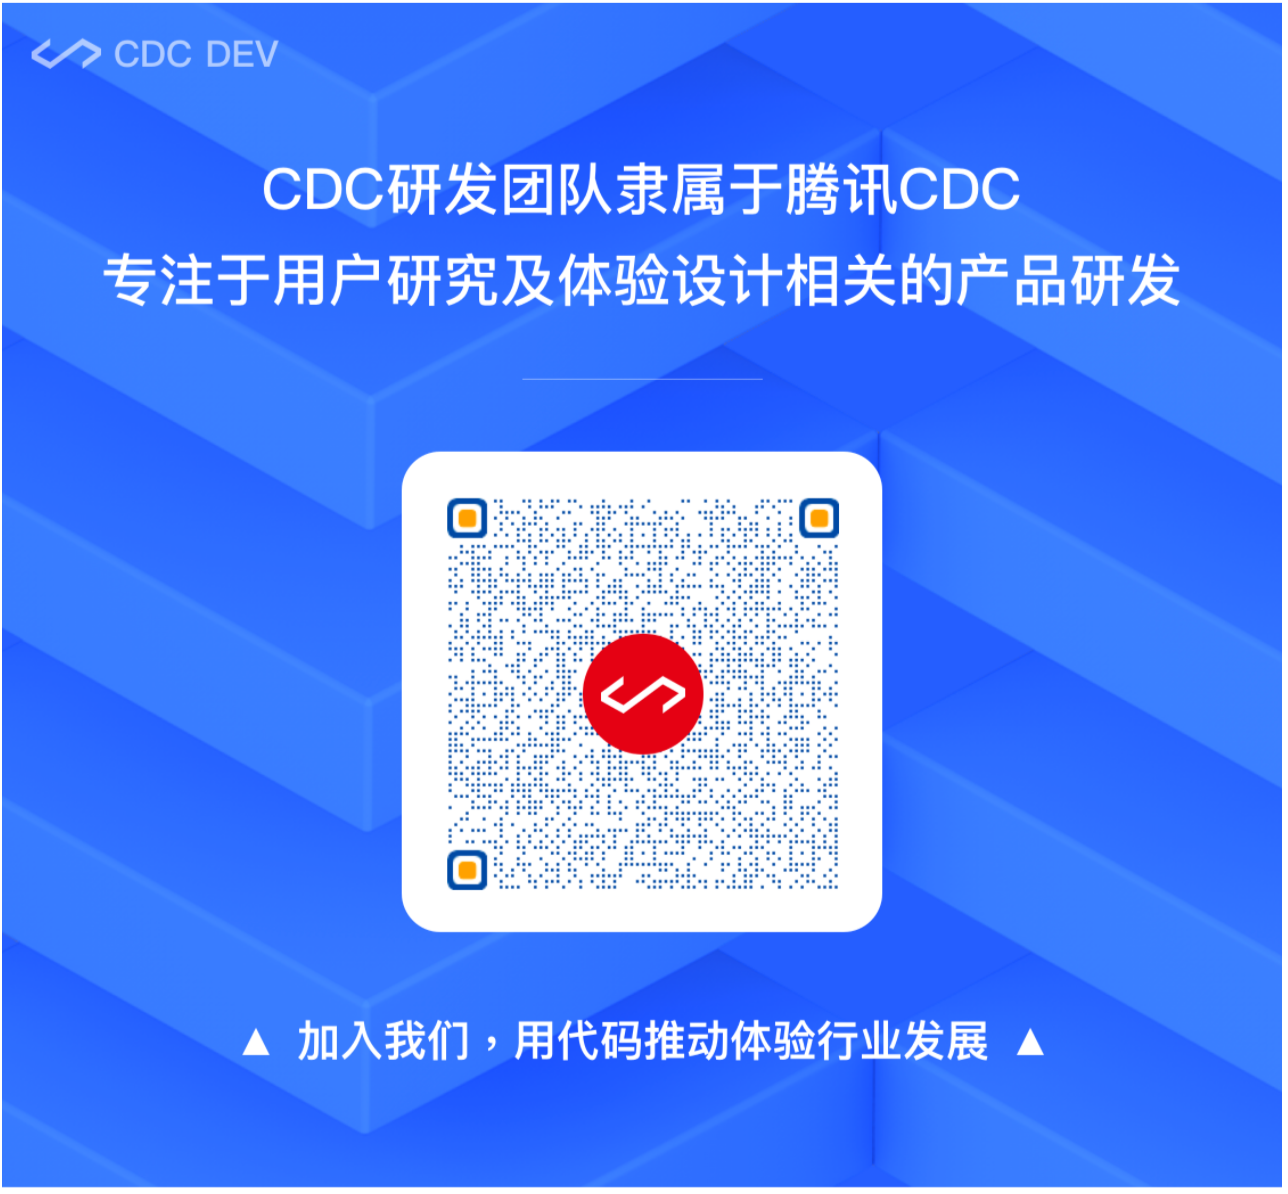 CDC DEV
CDC研发团队隶属于腾讯CDC
专注于用户研究及体验设计相关的产品研发
▲ 加入我们，用代码推动体验行业发展 ▲